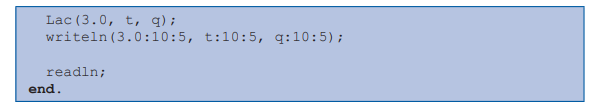 Lac(3.0, t, q);
writeln(3.0:10:5, t:10:5, q:10:5);
readln;
end.